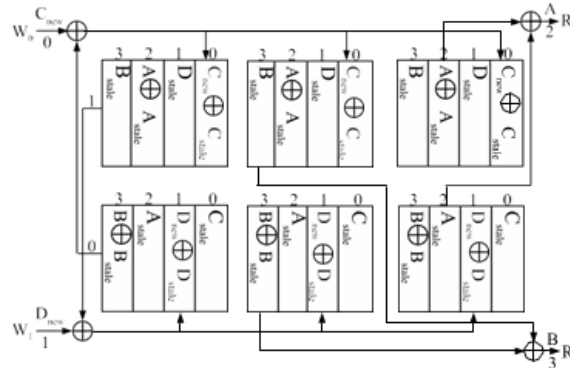 C new A
W0 0 2 R
3 2 1 0 3 2 1 0 3 2 1 0
B stale A ⊕ A stale D stale C new ⊕ C stale
B stale A ⊕ A stale D stale C new ⊕ C stale
B stale A ⊕ A stale D stale C new ⊕ C stale
1
3 2 1 0 3 2 1 0 3 2 1 0
B ⊕ B stale A stale D new ⊕ D stale C stale
B ⊕ B stale A stale D new ⊕ D stale C stale
B ⊕ B stale A stale D new ⊕ D stale C stale
0
D new
W1 1
B
3 R